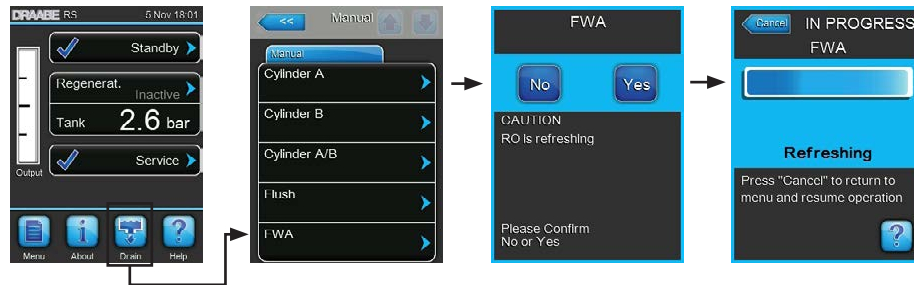 DRAABE RS 5 Nov 18:01
Standby
Regenerat.
Inactive
Tank 2.6 bar
Service
Output
Menu About Drain Help
<< Manual
Manual
Cylinder A
Cylinder B
Cylinder A/B
Flush
FWA
FWA
No Yes
CAUTION
RO is refreshing
Please Confirm
No or Yes
Cancel IN PROGRESS
FWA
Refreshing
Press "Cancel" to return to
menu and resume operation
?